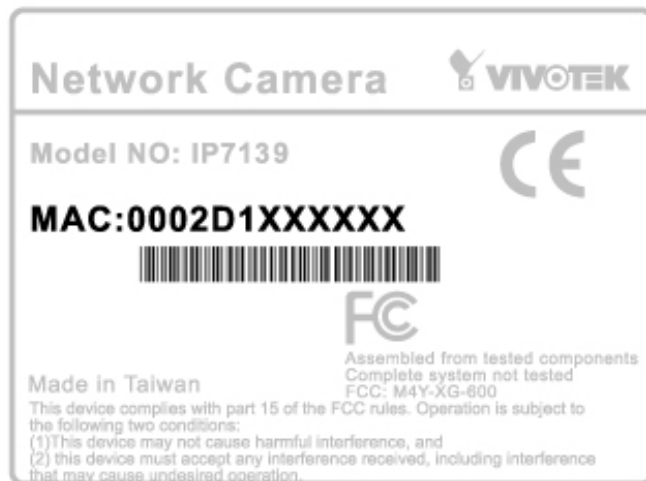 Network Camera VIVOTEK
Model NO: IP7139
CE
MAC:0002D1XXXXXX
FC
Assembled from tested components
Complete system not tested
FCC: M4Y-XG-600
Made in Taiwan
This device complies with part 15 of the FCC rules. Operation is subject to
the following two conditions:
(1)This device may not cause harmful interference, and
(2) this device must accept any interference received, including interference
that may cause undesired operation.